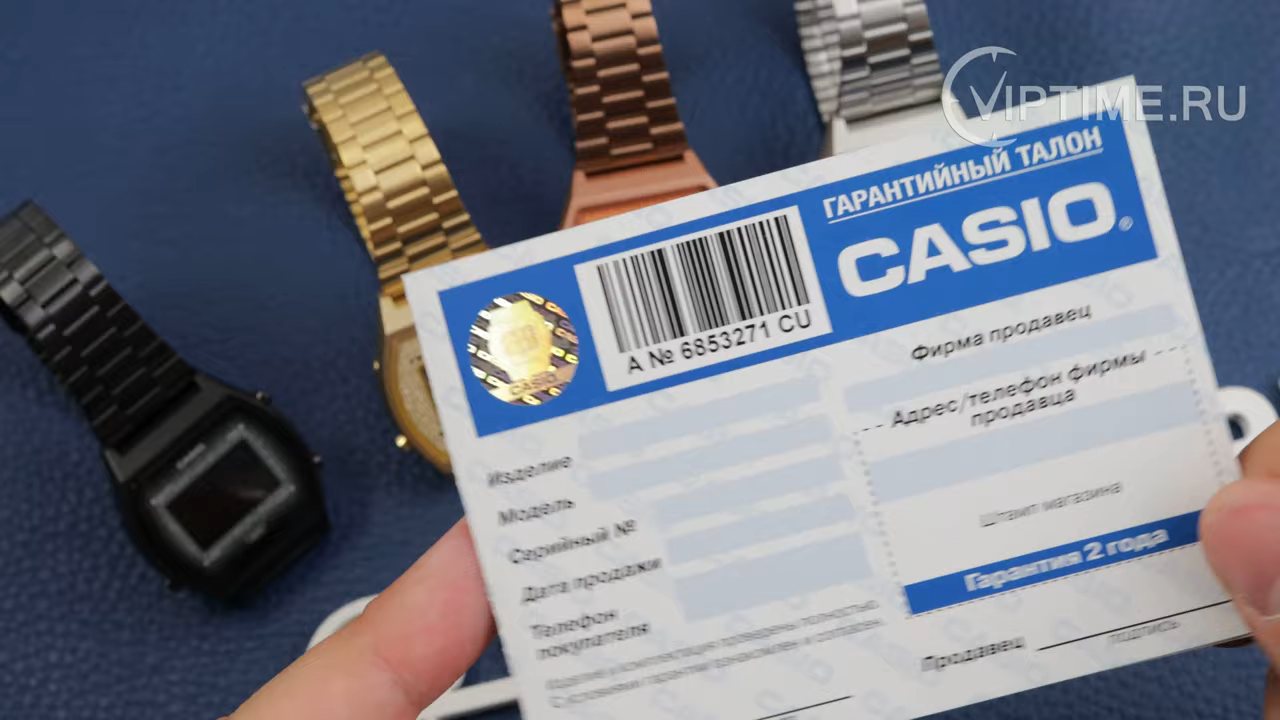 VIPTIME.RU
ГАРАНТИЙНЫЙ ТАЛОН
CASIO®
A № 6853271 CU
CASIO
Изделие
Модель
Серийный №
Дата продажи
Телефон
покупателя
Фирма продавец
Адрес/телефон фирмы
продавца
Штамп магазина
Гарантия 2 года
Продавец
подпись